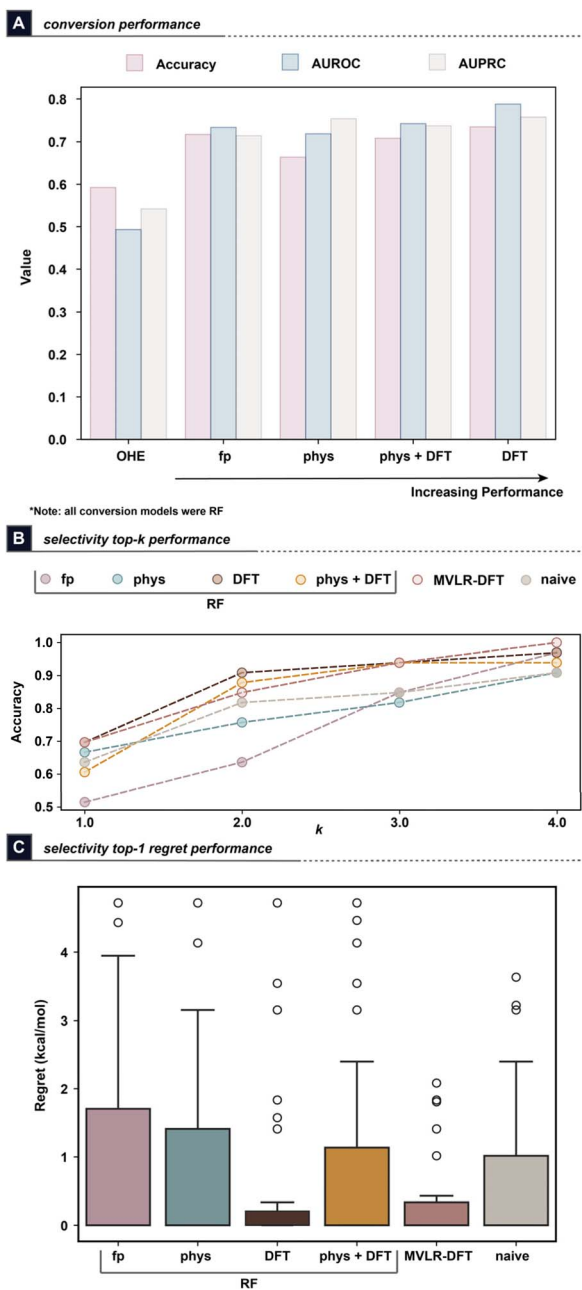 A conversion performance
Accuracy AUROC AUPRC
0.8
0.7
0.6
0.5
0.4
0.3
0.2
0.1
0.0
Value
OHE fp phys phys + DFT DFT
Increasing Performance
*Note: all conversion models were RF
B selectivity top-k performance
fp phys DFT phys + DFT MVLR-DFT naive
RF
1.0
0.9
0.8
0.7
0.6
0.5
Accuracy
1.0 2.0 3.0 4.0
k
C selectivity top-1 regret performance
4
3
2
1
0
Regret (kcal/mol)
fp phys DFT phys + DFT MVLR-DFT naive
RF